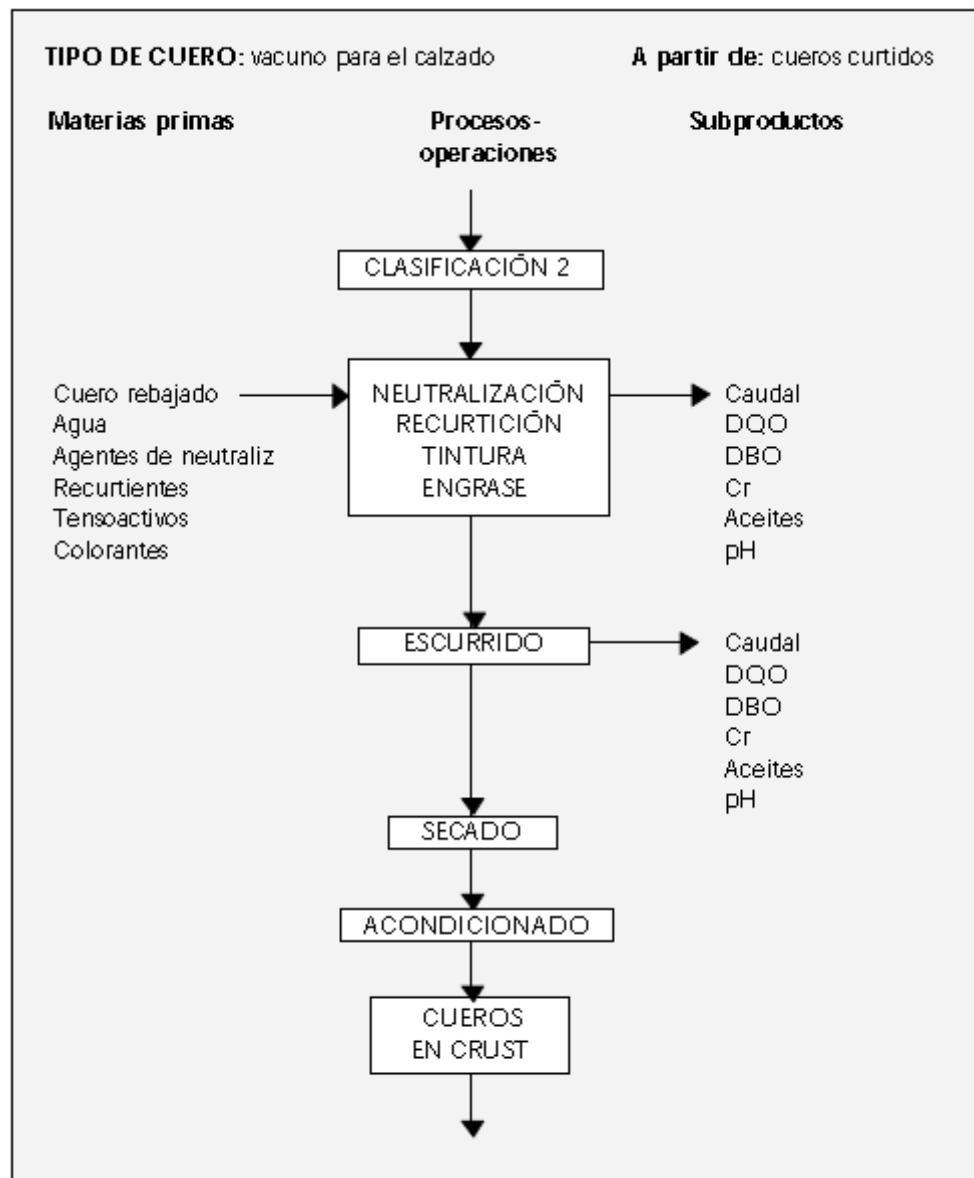 TIPO DE CUERO: vacuno para el calzado
A partir de: cueros curtidos
Materias primas
Procesos-
operaciones
Subproductos
CLASIFICACIÓN 2
Cuero rebajado
Agua
Agentes de neutraliz
Recurtientes
Tensoactivos
Colorantes
NEUTRALIZACIÓN
RECURTICIÓN
TINTURA
ENGRASE
Caudal
DQO
DBO
Cr
Aceites
pH
ESCURRIDO
Caudal
DQO
DBO
Cr
Aceites
pH
SECADO
ACONDICIONADO
CUEROS
EN CRUST